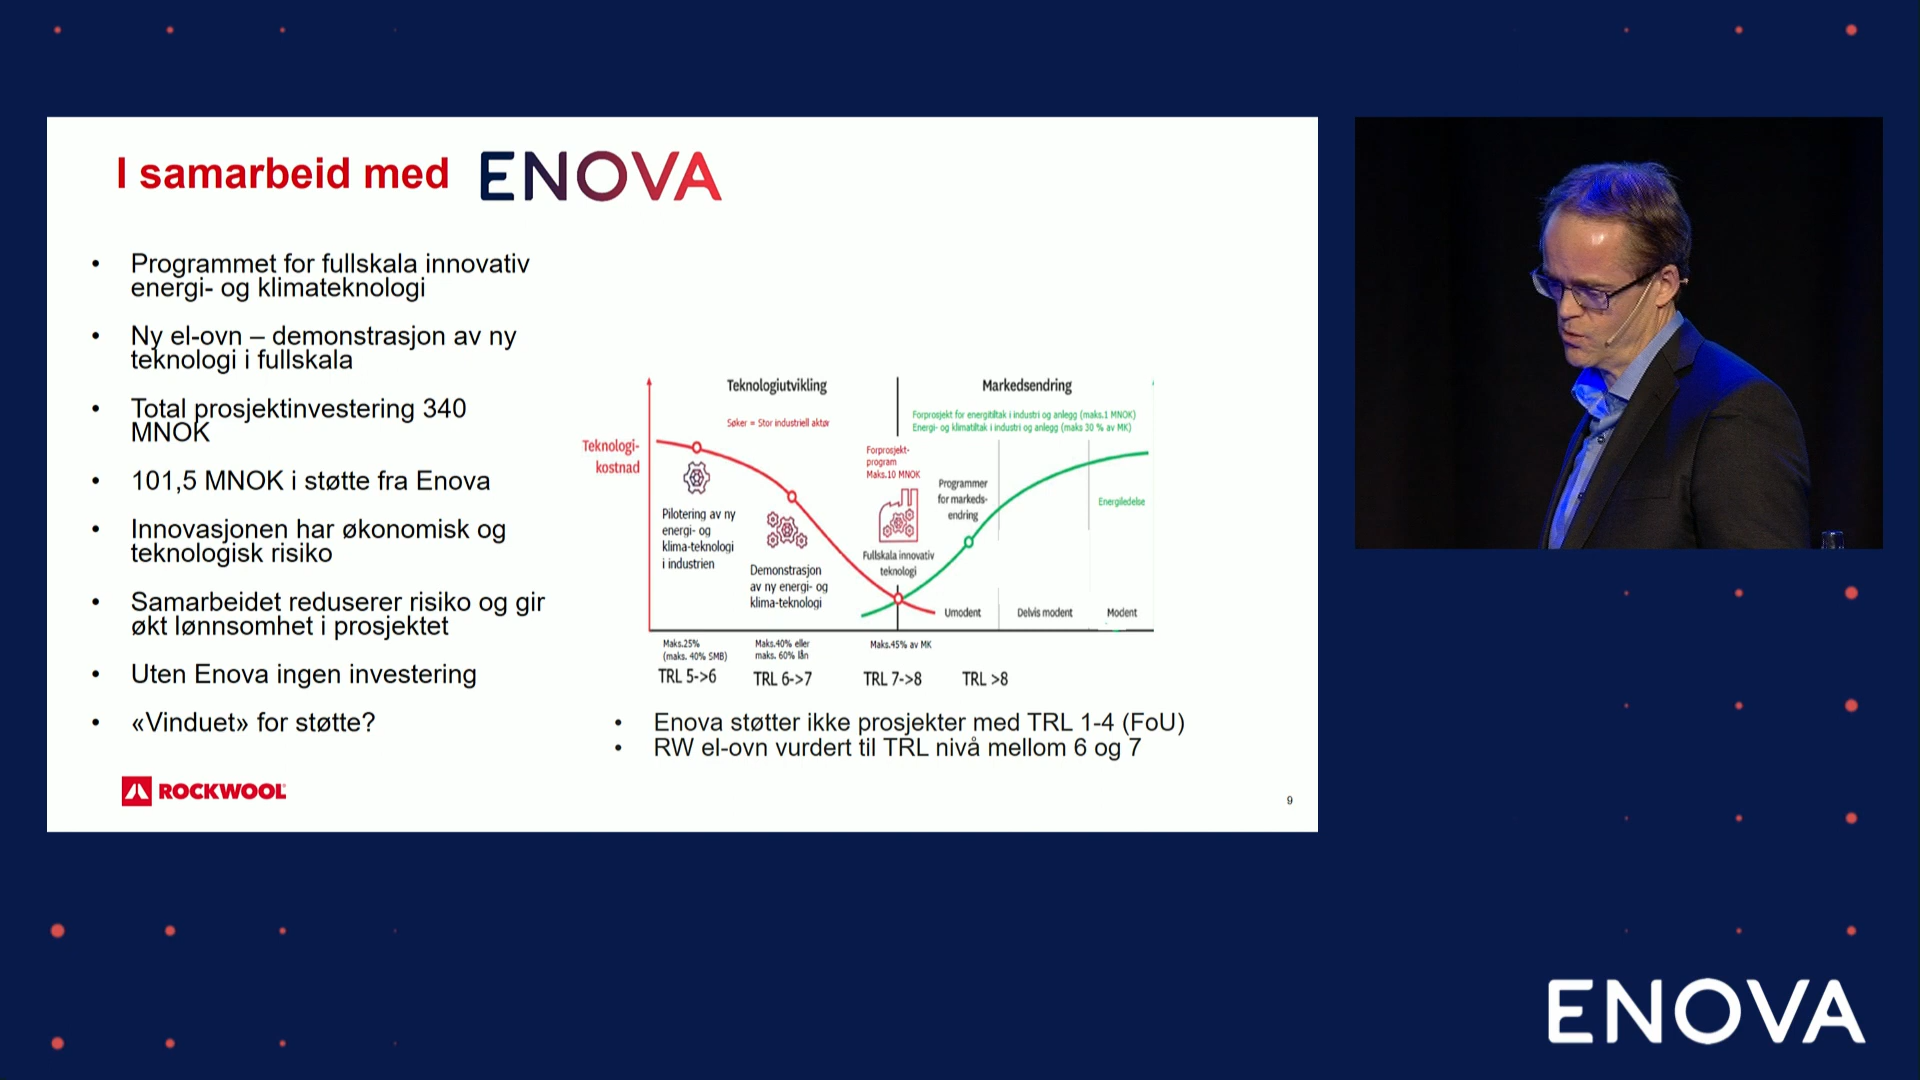 I samarbeid med ENOVA
• Programmet for fullskala innovativ
energi- og klimateknologi
• Ny el-ovn – demonstrasjon av ny
teknologi i fullskala
• Total prosjektinvestering 340
MNOK
• 101,5 MNOK i støtte fra Enova
• Innovasjonen har økonomisk og
teknologisk risiko
• Samarbeidet reduserer risiko og gir
økt lønnsomhet i prosjektet
• Uten Enova ingen investering
• «Vinduet» for støtte?
ROCKWOOL
Teknologiutvikling
Markedsendring
Søker = Stor industriell aktør
Forprosjekt for energitiltak i industri og anlegg (maks.1 MNOK)
Energi- og klimatiltak i industri og anlegg (maks 30 % av MK)
Teknologi-
kostnad
Forprosjekt-
program
Maks.10 MNOK
Programmer
for markeds-
endring
Energiledelse
Pilotering av ny
energi- og
klima-teknologi
i industrien
Demonstrasjon
av ny energi- og
klima-teknologi
Fullskala innovativ
teknologi
Umodent
Delvis modent
Modent
Maks.25%
(maks. 40% SMB)
Maks.40% eller
maks. 60% lån
Maks.45% av MK
TRL 5->6
TRL 6->7
TRL 7->8
TRL >8
• Enova støtter ikke prosjekter med TRL 1-4 (FoU)
• RW el-ovn vurdert til TRL nivå mellom 6 og 7
9
ENOVA